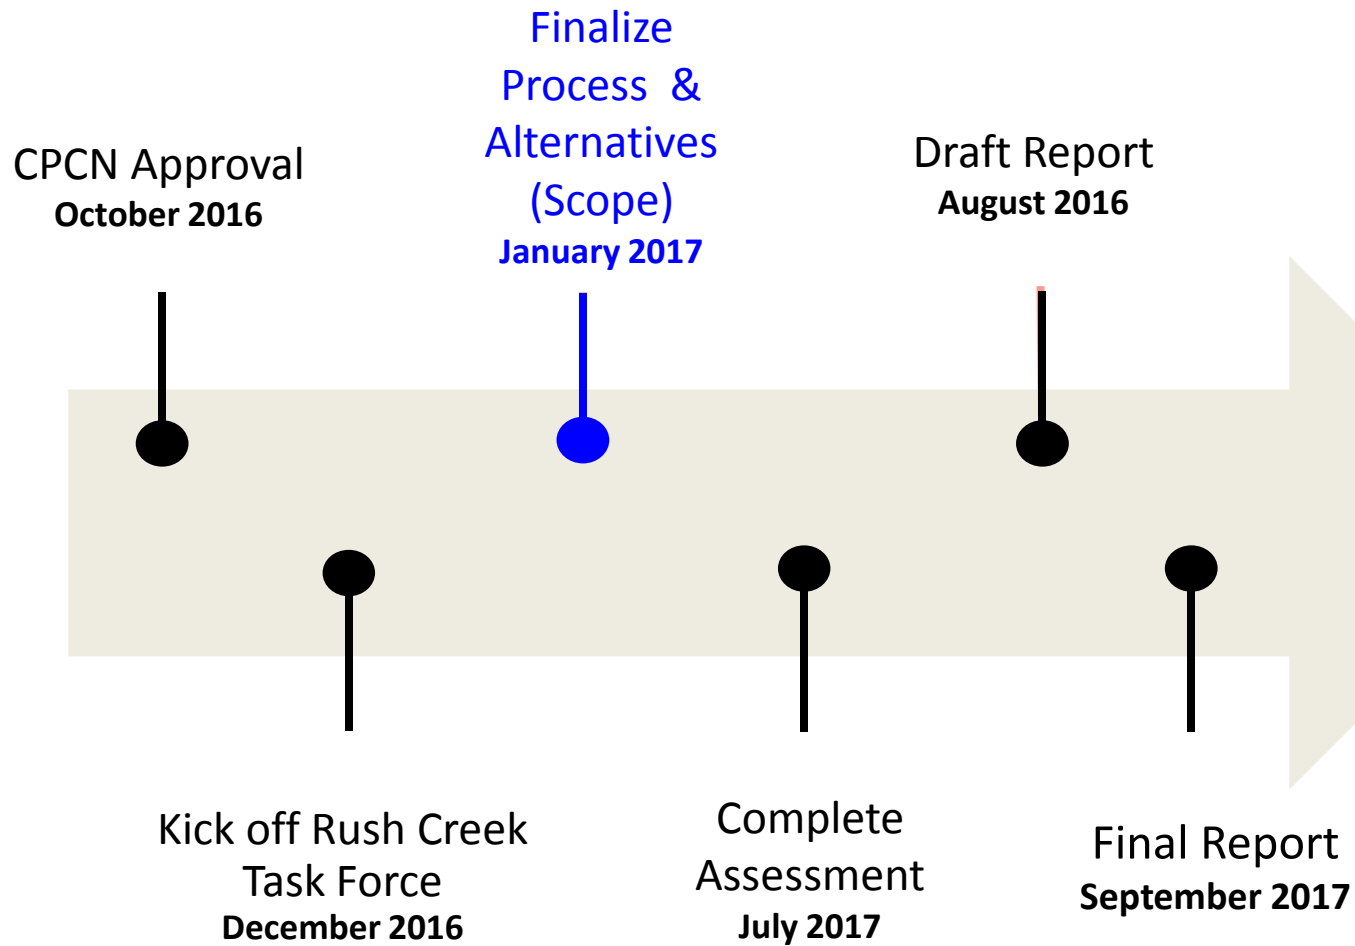 CPCN Approval
October 2016
Finalize
Process & 
Alternatives
(Scope)
January 2017
Draft Report
August 2016
Kick off Rush Creek
Task Force
December 2016
Complete
Assessment
July 2017
Final Report
September 2017